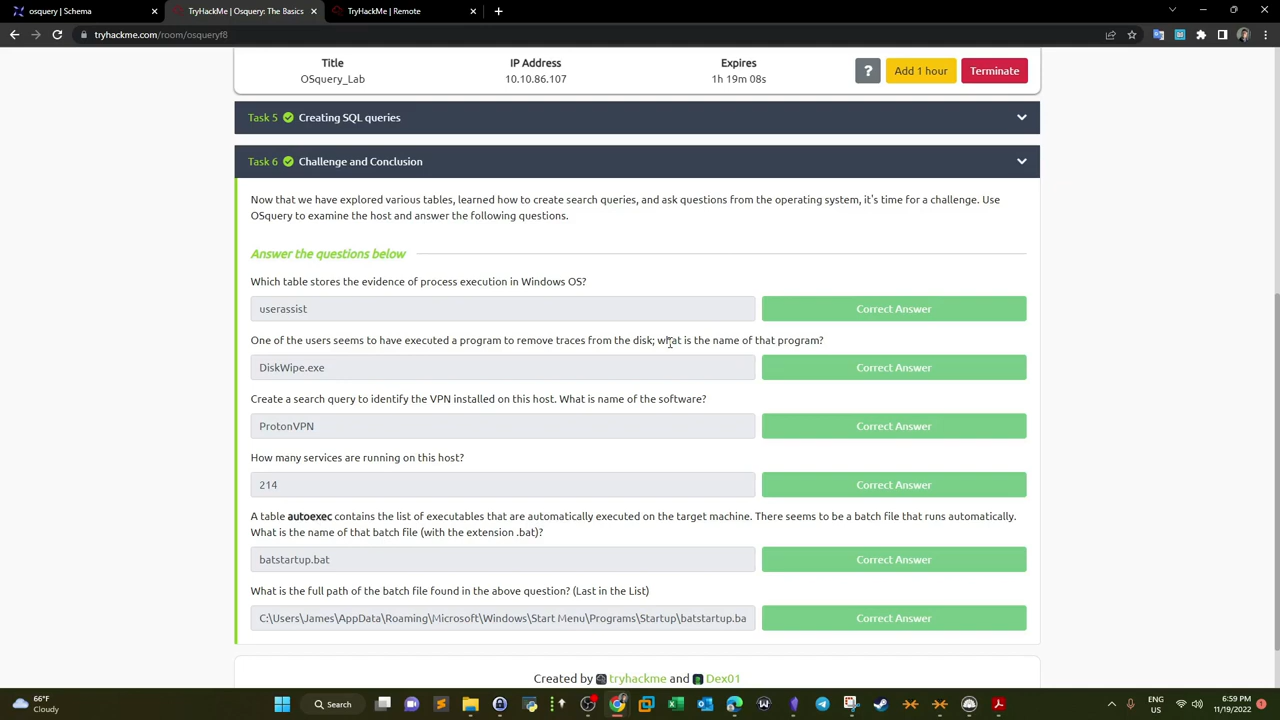 osquery | Schema
TryHackMe | Osquery: The Basics
TryHackMe | Remote
tryhackme.com/room/osqueryf8
Title
IP Address
Expires
OSquery_Lab
10.10.86.107
1h 19m 08s
?
Add 1 hour
Terminate
Task 5 Creating SQL queries
Task 6 Challenge and Conclusion
Now that we have explored various tables, learned how to create search queries, and ask questions from the operating system, it's time for a challenge. Use
OSquery to examine the host and answer the following questions.
Answer the questions below
Which table stores the evidence of process execution in Windows OS?
userassist
Correct Answer
One of the users seems to have executed a program to remove traces from the disk; what is the name of that program?
DiskWipe.exe
Correct Answer
Create a search query to identify the VPN installed on this host. What is name of the software?
ProtonVPN
Correct Answer
How many services are running on this host?
214
Correct Answer
A table autoexec contains the list of executables that are automatically executed on the target machine. There seems to be a batch file that runs automatically.
What is the name of that batch file (with the extension .bat)?
batstartup.bat
Correct Answer
What is the full path of the batch file found in the above question? (Last in the List)
C:\Users\James\AppData\Roaming\Microsoft\Windows\Start Menu\Programs\Startup\batstartup.ba
Correct Answer
Created by tryhackme and Dex01
66°F
Cloudy
Search
ENG
US
6:59 PM
11/19/2022